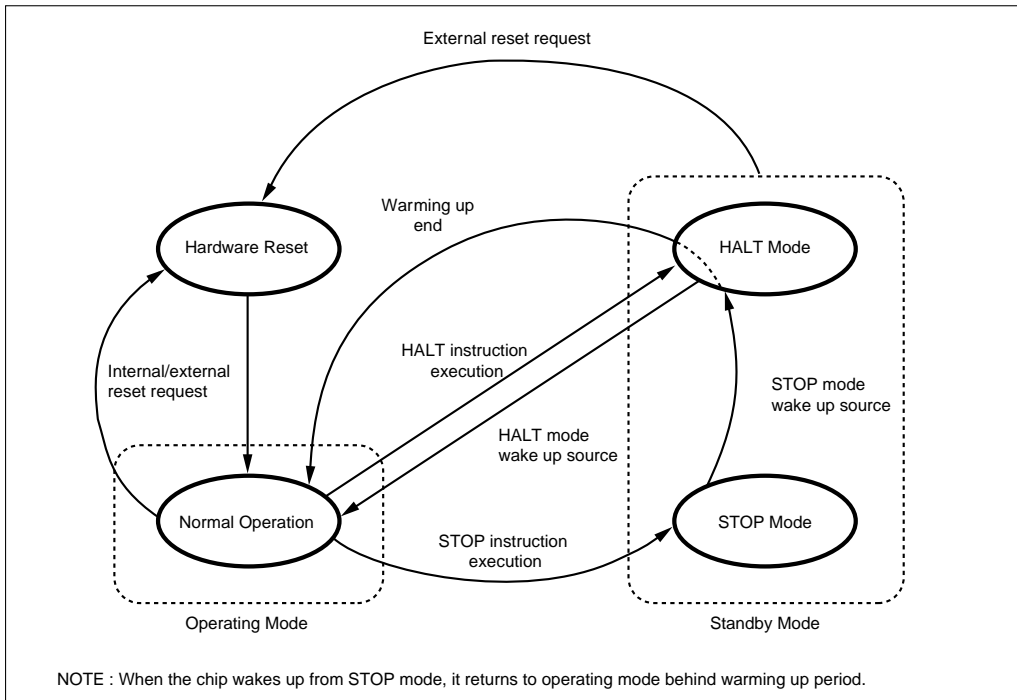 External reset request
Warming up
end
Hardware Reset
HALT Mode
HALT instruction
execution
Internal/external
reset request
STOP mode
wake up source
HALT mode
wake up source
Normal Operation
STOP Mode
STOP instruction
execution
Operating Mode
Standby Mode
NOTE : When the chip wakes up from STOP mode, it returns to operating mode behind warming up period.